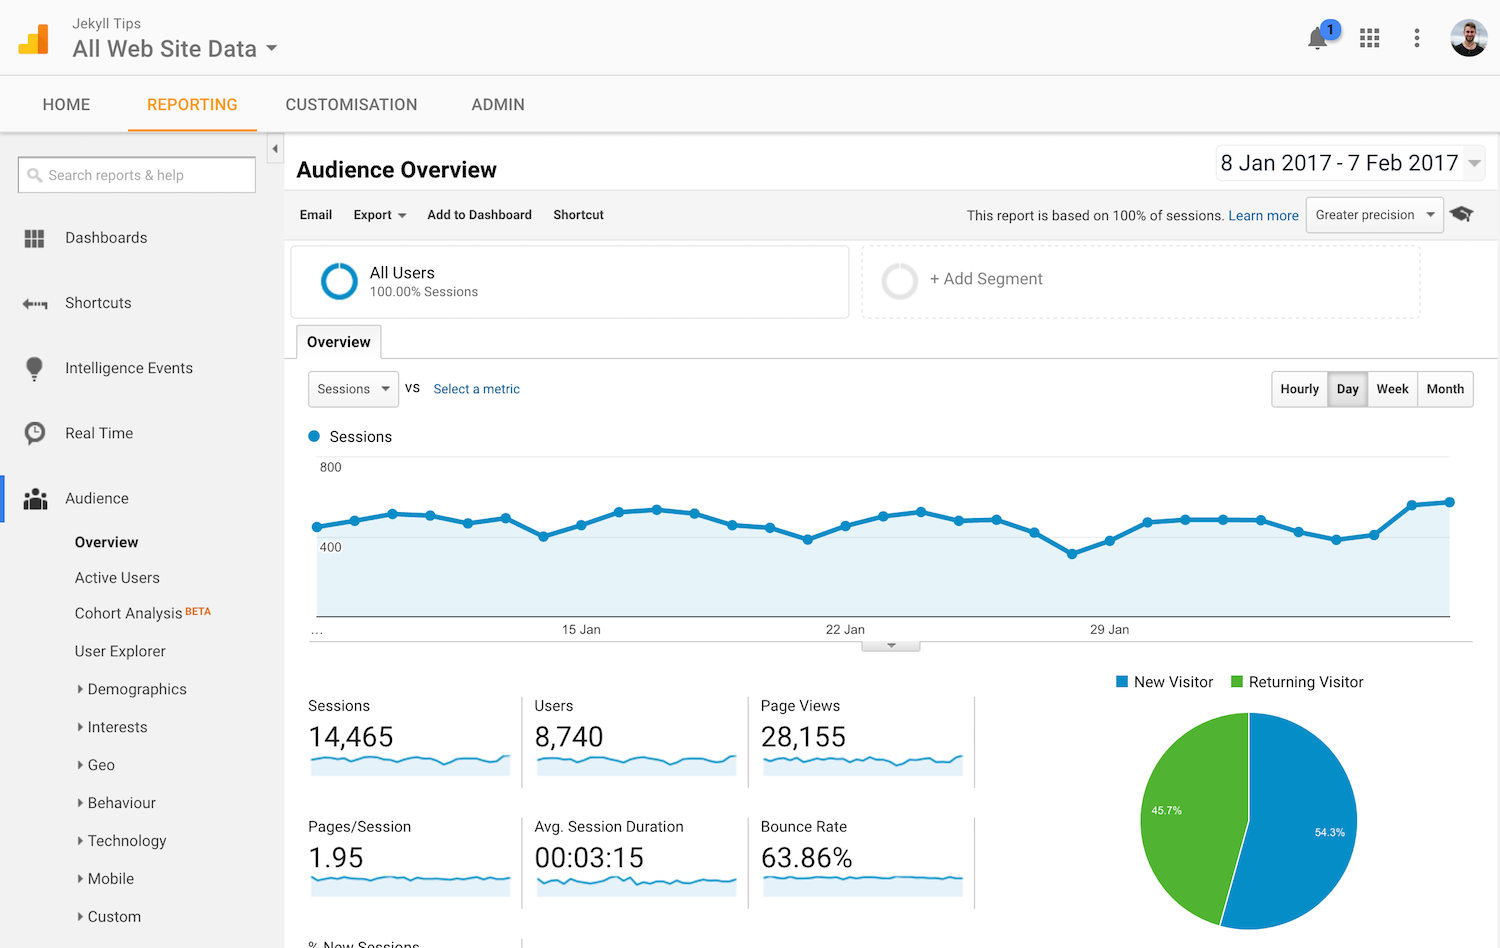 Jekyll Tips
All Web Site Data
1
HOME
REPORTING
CUSTOMISATION
ADMIN
Search reports & help
Dashboards
Shortcuts
Intelligence Events
Real Time
Audience
Overview
Active Users
Cohort Analysis BETA
User Explorer
Demographics
Interests
Geo
Behaviour
Technology
Mobile
Custom
Audience Overview
8 Jan 2017 - 7 Feb 2017
Email
Export
Add to Dashboard
Shortcut
This report is based on 100% of sessions. Learn more
Greater precision
All Users
100.00% Sessions
+ Add Segment
Overview
Sessions
VS
Select a metric
Hourly
Day
Week
Month
Sessions
800
400
...
15 Jan
22 Jan
29 Jan
Sessions
14,465
Users
8,740
Page Views
28,155
Pages/Session
1.95
Avg. Session Duration
00:03:15
Bounce Rate
63.86%
% New Sessions
New Visitor
Returning Visitor
45.7%
54.3%